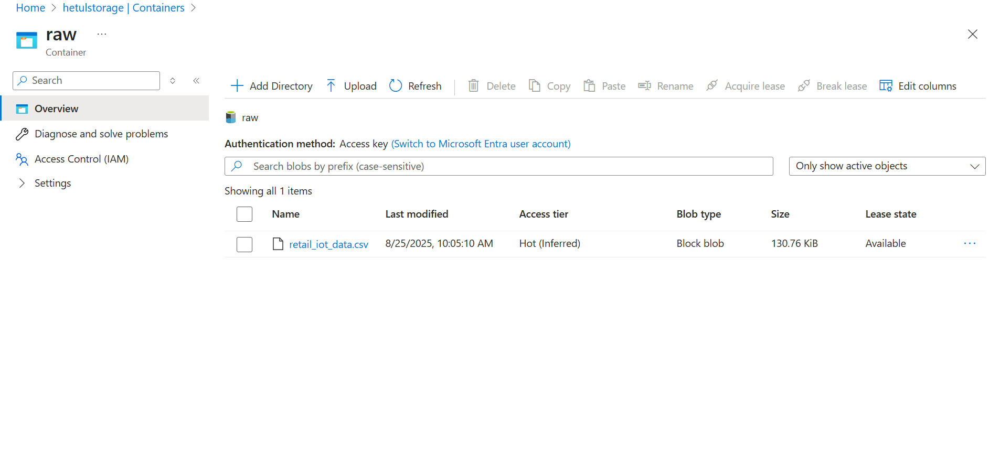 Home > hetulstorage | Containers >
raw ...
Container
Search
Overview
Diagnose and solve problems
Access Control (IAM)
Settings
Add Directory Upload Refresh Delete Copy Paste Rename Acquire lease Break lease Edit columns
raw
Authentication method: Access key (Switch to Microsoft Entra user account)
Search blobs by prefix (case-sensitive) Only show active objects
Showing all 1 items
Name Last modified Access tier Blob type Size Lease state
retail_iot_data.csv 8/25/2025, 10:05:10 AM Hot (Inferred) Block blob 130.76 KiB Available ...